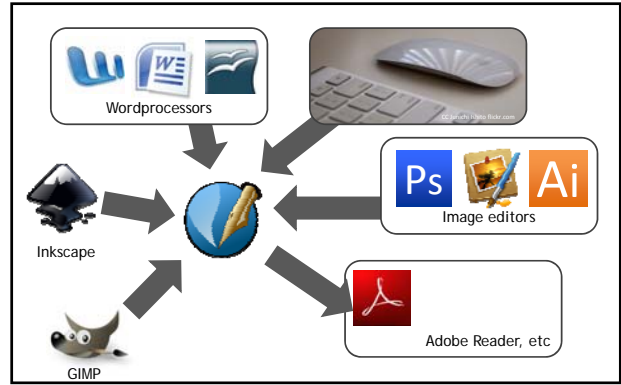 W
Wordprocessors
Ps
Ai
Image editors
Inkscape
Adobe Reader, etc
GIMP